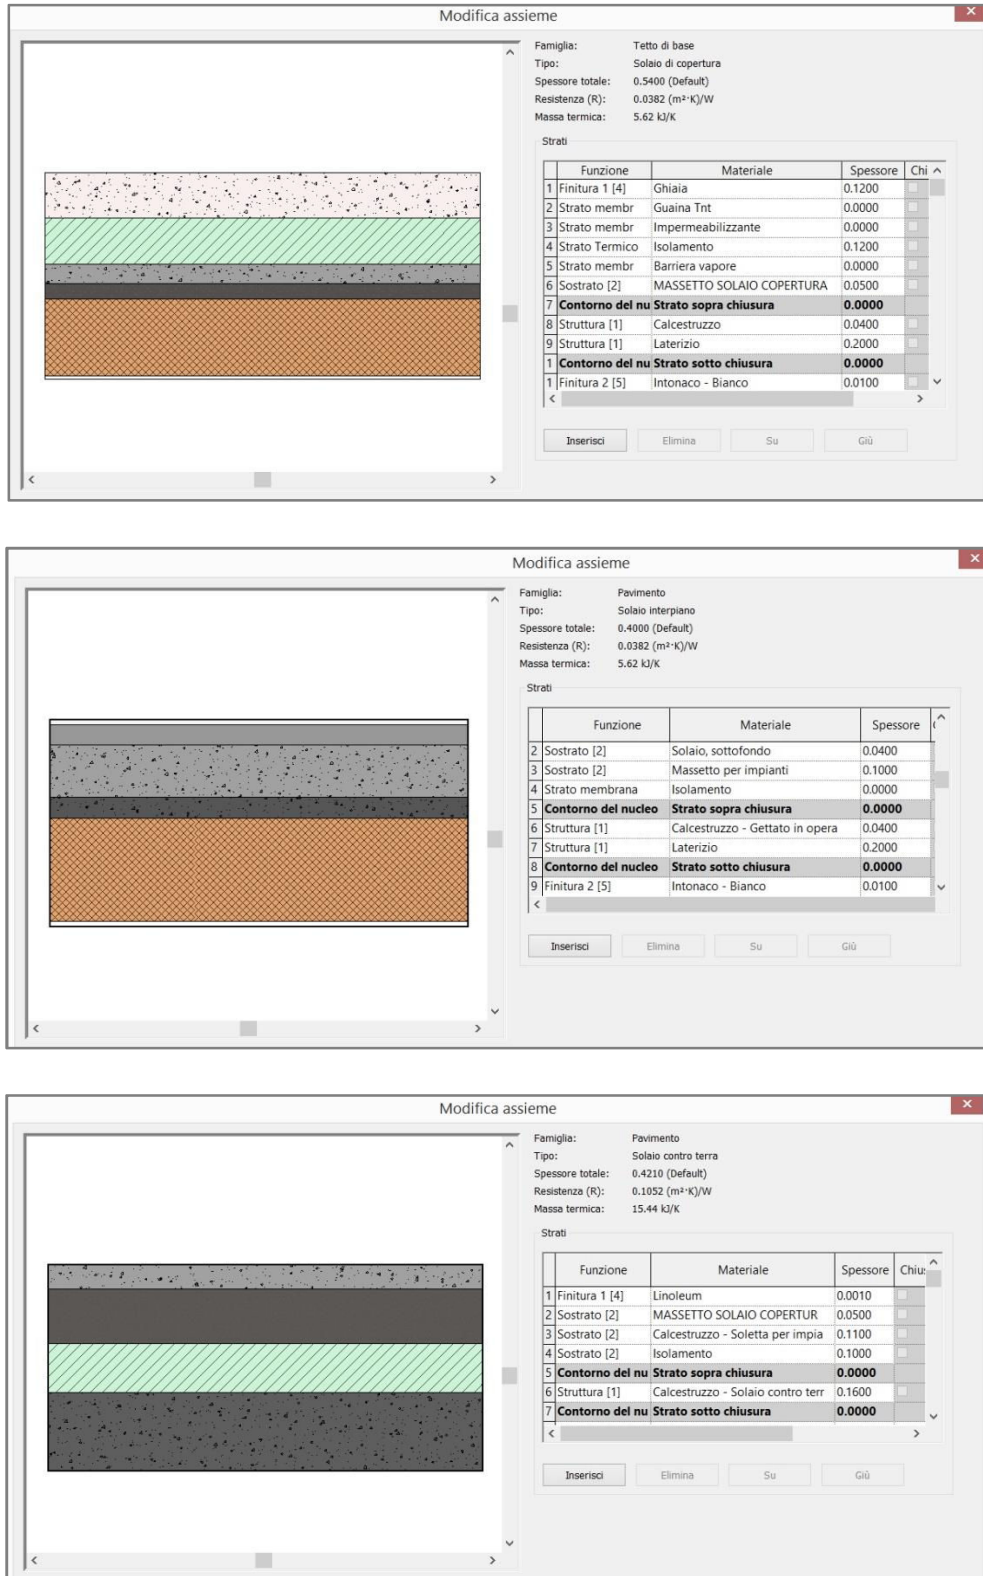 Modifica assieme
Famiglia: Tetto di base
Tipo: Solaio di copertura
Spessore totale: 0.5400 (Default)
Resistenza (R): 0.0382 (m²·K)/W
Massa termica: 5.62 kJ/K
Strati
Funzione Materiale Spessore Chi
1 Finitura 1 [4] Ghiaia 0.1200
2 Strato membr Guaina Tnt 0.0000
3 Strato membr Impermeabilizzante 0.0000
4 Strato Termico Isolamento 0.1200
5 Strato membr Barriera vapore 0.0000
6 Sostrato [2] MASSETTO SOLAIO COPERTURA 0.0500
7 Contorno del nu Strato sopra chiusura 0.0000
8 Struttura [1] Calcestruzzo 0.0400
9 Struttura [1] Laterizio 0.2000
1 Contorno del nu Strato sotto chiusura 0.0000
1 Finitura 2 [5] Intonaco - Bianco 0.0100
Inserisci Elimina Su Giù
Modifica assieme
Famiglia: Pavimento
Tipo: Solaio interpiano
Spessore totale: 0.4000 (Default)
Resistenza (R): 0.0382 (m²·K)/W
Massa termica: 5.62 kJ/K
Strati
Funzione Materiale Spessore
2 Sostrato [2] Solaio, sottofondo 0.0400
3 Sostrato [2] Massetto per impianti 0.1000
4 Strato membrana Isolamento 0.0000
5 Contorno del nucleo Strato sopra chiusura 0.0000
6 Struttura [1] Calcestruzzo - Gettato in opera 0.0400
7 Struttura [1] Laterizio 0.2000
8 Contorno del nucleo Strato sotto chiusura 0.0000
9 Finitura 2 [5] Intonaco - Bianco 0.0100
Inserisci Elimina Su Giù
Modifica assieme
Famiglia: Pavimento
Tipo: Solaio contro terra
Spessore totale: 0.4210 (Default)
Resistenza (R): 0.1052 (m²·K)/W
Massa termica: 15.44 kJ/K
Strati
Funzione Materiale Spessore Chius
1 Finitura 1 [4] Linoleum 0.0010
2 Sostrato [2] MASSETTO SOLAIO COPERTUR 0.0500
3 Sostrato [2] Calcestruzzo - Soletta per impia 0.1100
4 Sostrato [2] Isolamento 0.1000
5 Contorno del nu Strato sopra chiusura 0.0000
6 Struttura [1] Calcestruzzo - Solaio contro terr 0.1600
7 Contorno del nu Strato sotto chiusura 0.0000
Inserisci Elimina Su Giù